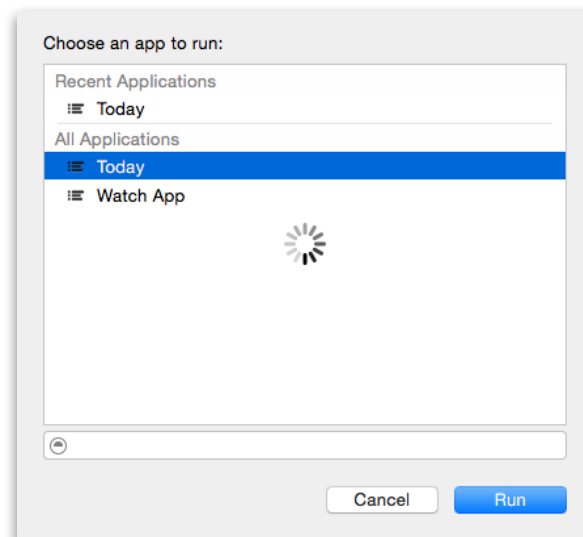 Choose an app to run:
Recent Applications
Today
All Applications
Today
Watch App
Cancel
Run